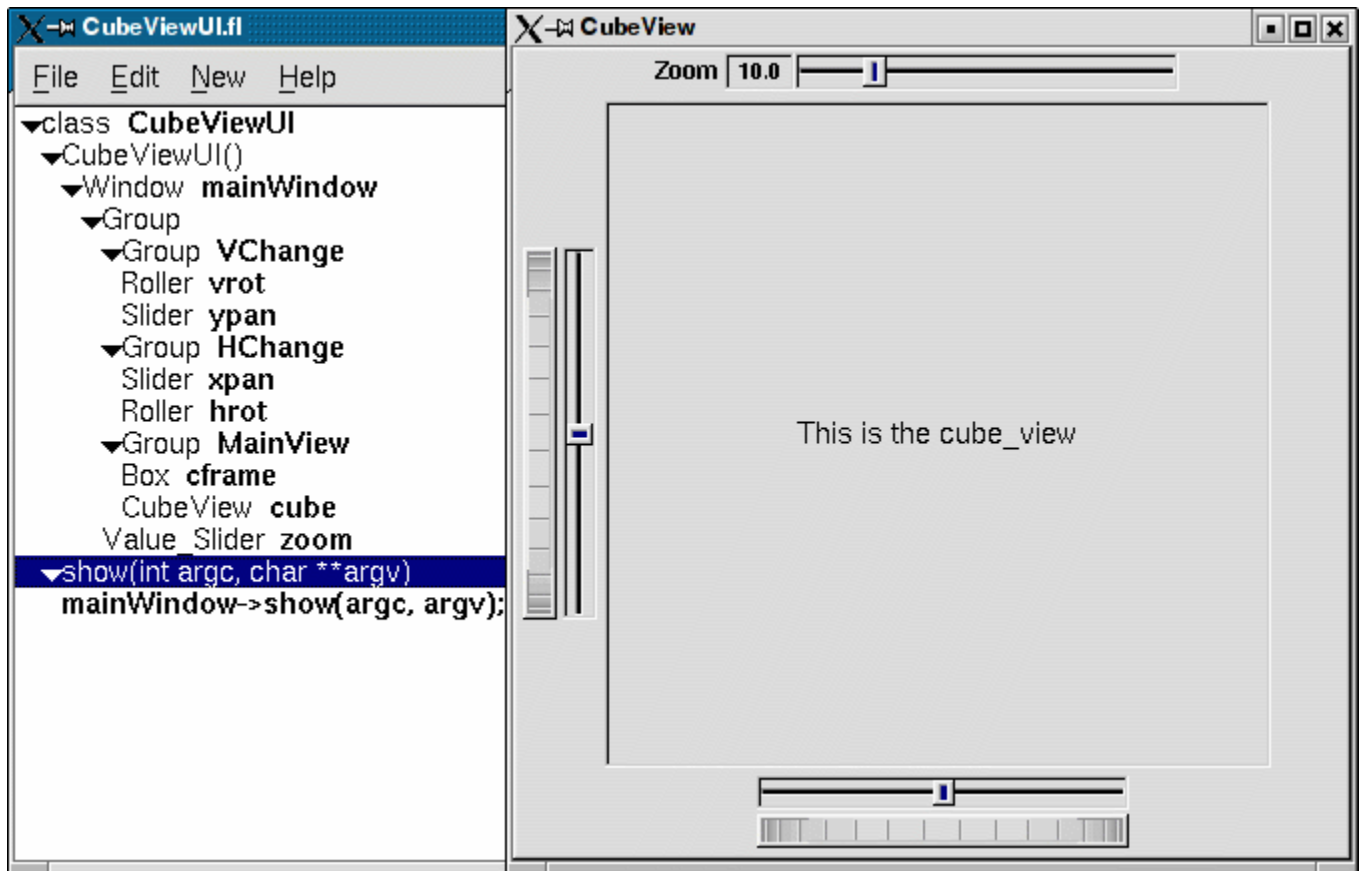 CubeViewUI.fl
File Edit New Help
class CubeViewUI
CubeViewUI()
Window mainWindow
Group
Group VChange
Roller vrot
Slider ypan
Group HChange
Slider xpan
Roller hrot
Group MainView
Box cframe
CubeView cube
Value_Slider zoom
show(int argc, char **argv)
mainWindow->show(argc, argv);
CubeView
Zoom 10.0
This is the cube_view